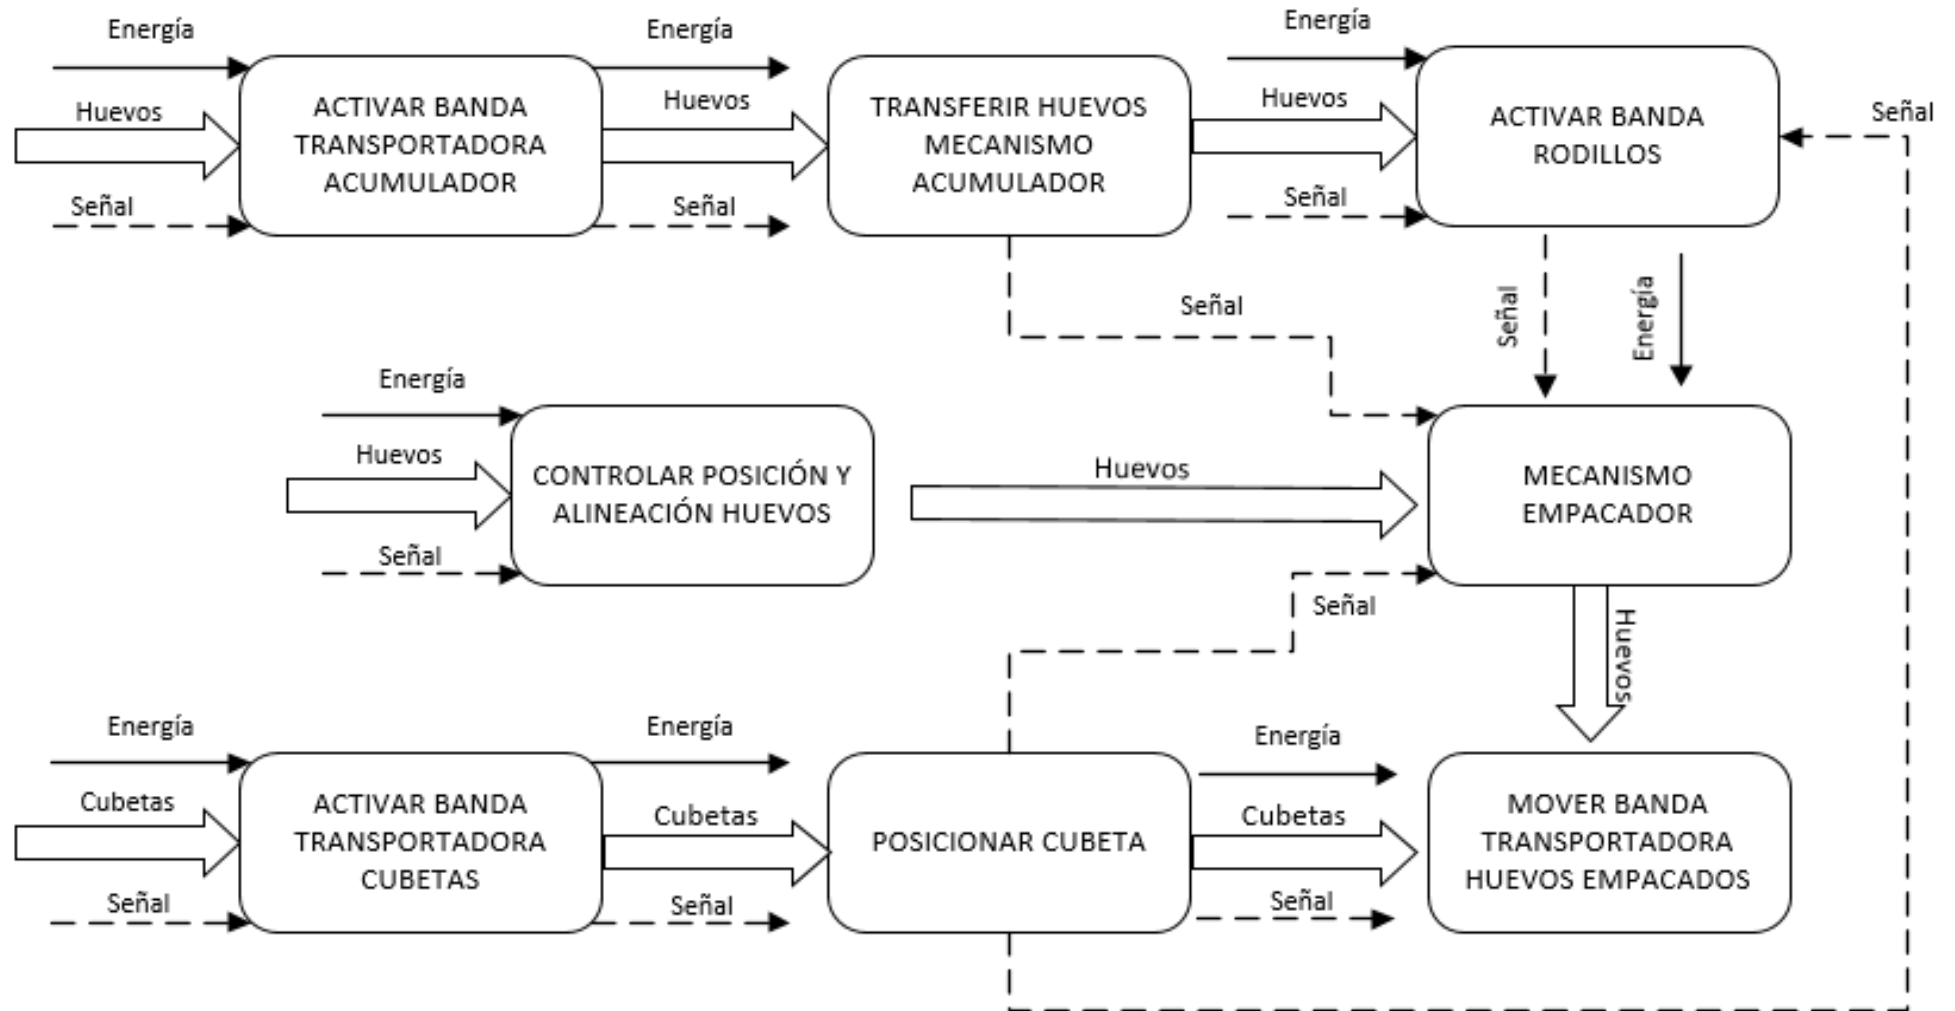 Energía
Energía
Energía
Huevos
Huevos
Huevos
Señal
ACTIVAR BANDA
TRANSPORTADORA
ACUMULADOR
TRANSFERIR HUEVOS
MECANISMO
ACUMULADOR
ACTIVAR BANDA
RODILLOS
Señal
Señal
Señal
Señal
Señal
Energía
Energía
Huevos
Señal
CONTROLAR POSICIÓN Y
ALINEACIÓN HUEVOS
Huevos
MECANISMO
EMPACADOR
Señal
Huevos
Energía
Energía
Energía
Cubetas
Cubetas
Cubetas
ACTIVAR BANDA
TRANSPORTADORA
CUBETAS
POSICIONAR CUBETA
MOVER BANDA
TRANSPORTADORA
HUEVOS EMPACADOS
Señal
Señal
Señal